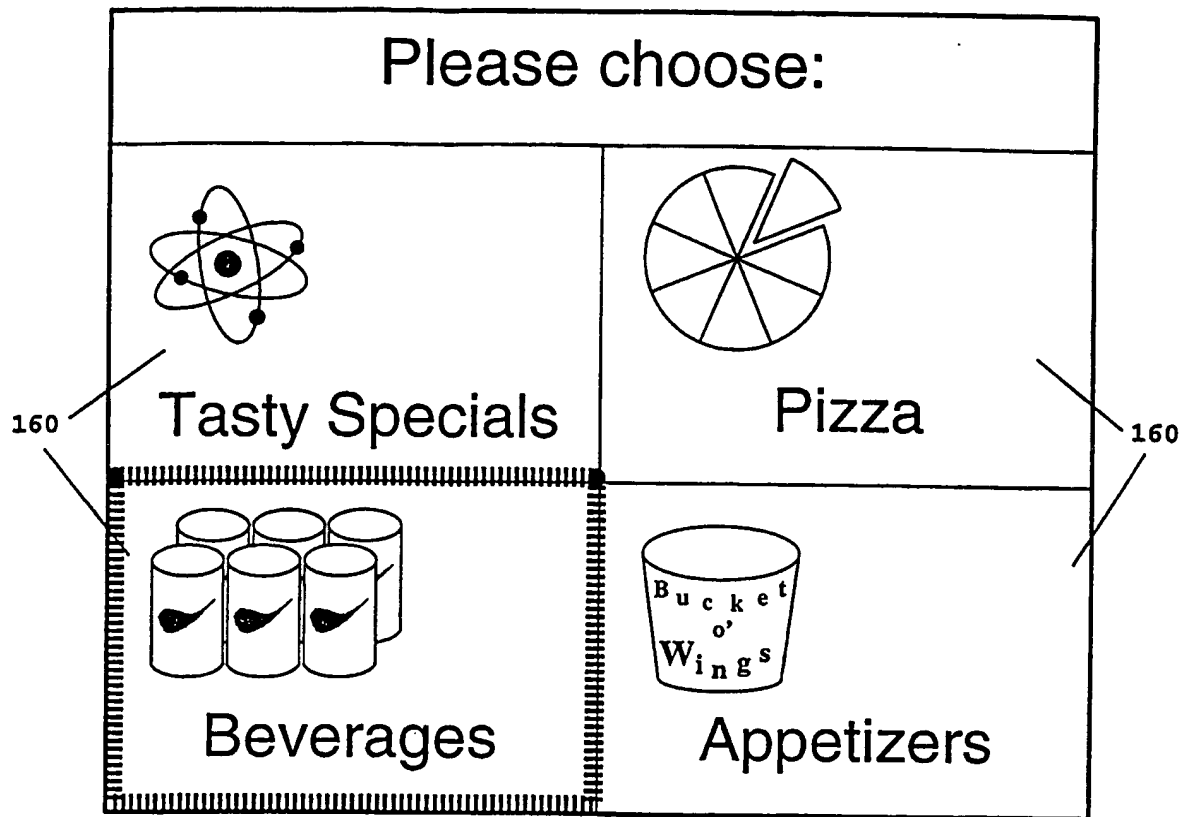 Please choose:
Tasty Specials
Pizza
160
160
Bucket
o'
Wings
Beverages
Appetizers